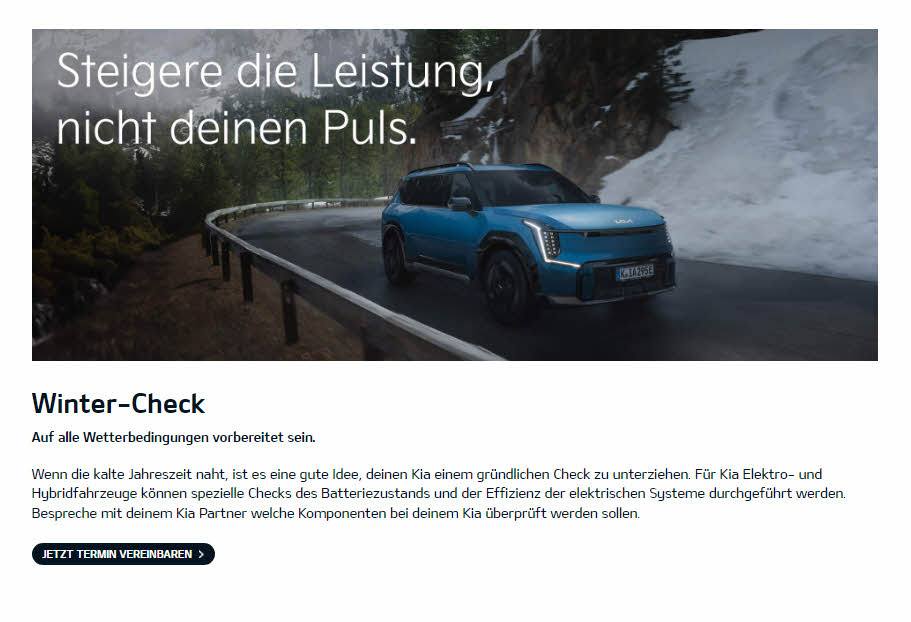 Steigere die Leistung,
nicht deinen Puls.
KIA
K·IA295E
Winter-Check
Auf alle Wetterbedingungen vorbereitet sein.
Wenn die kalte Jahreszeit naht, ist es eine gute Idee, deinen Kia einem gründlichen Check zu unterziehen. Für Kia Elektro- und
Hybridfahrzeuge können spezielle Checks des Batteriezustands und der Effizienz der elektrischen Systeme durchgeführt werden.
Bespreche mit deinem Kia Partner welche Komponenten bei deinem Kia überprüft werden sollen.
JETZT TERMIN VEREINBAREN >